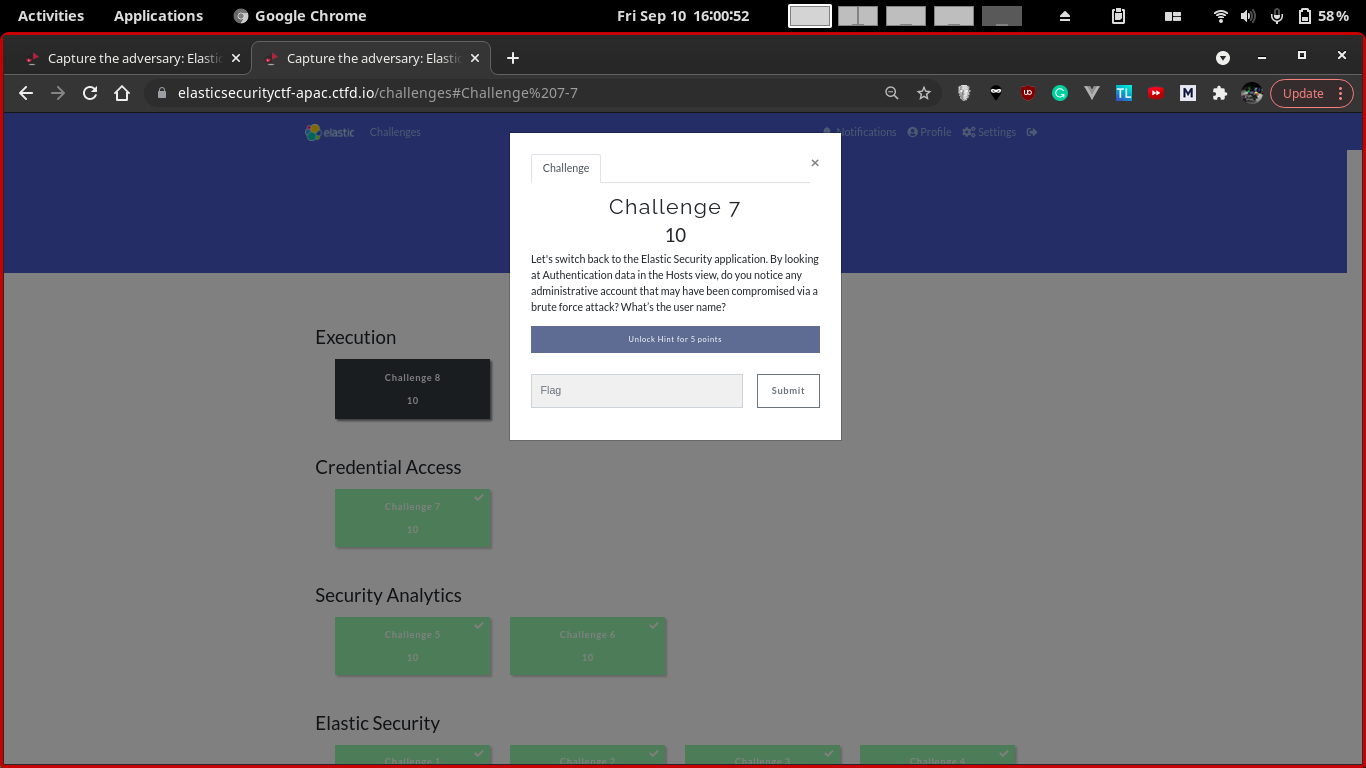 Activities Applications Google Chrome Fri Sep 10 16:00:52 58%
Capture the adversary: Elastic Capture the adversary: Elastic
elasticsecurityctf-apac.ctfd.io/challenges#Challenge%207-7 UD TL M Update
elastic Challenges Notifications Profile Settings
Challenge
Challenge 7
10
Let's switch back to the Elastic Security application. By looking
at Authentication data in the Hosts view, do you notice any
administrative account that may have been compromised via a
brute force attack? What's the user name?
Unlock Hint for 5 points
Flag Submit
Execution
Challenge 8
10
Credential Access
Challenge 7
10
Security Analytics
Challenge 5 Challenge 6
10 10
Elastic Security
Challenge 1 Challenge 2 Challenge 3 Challenge 4